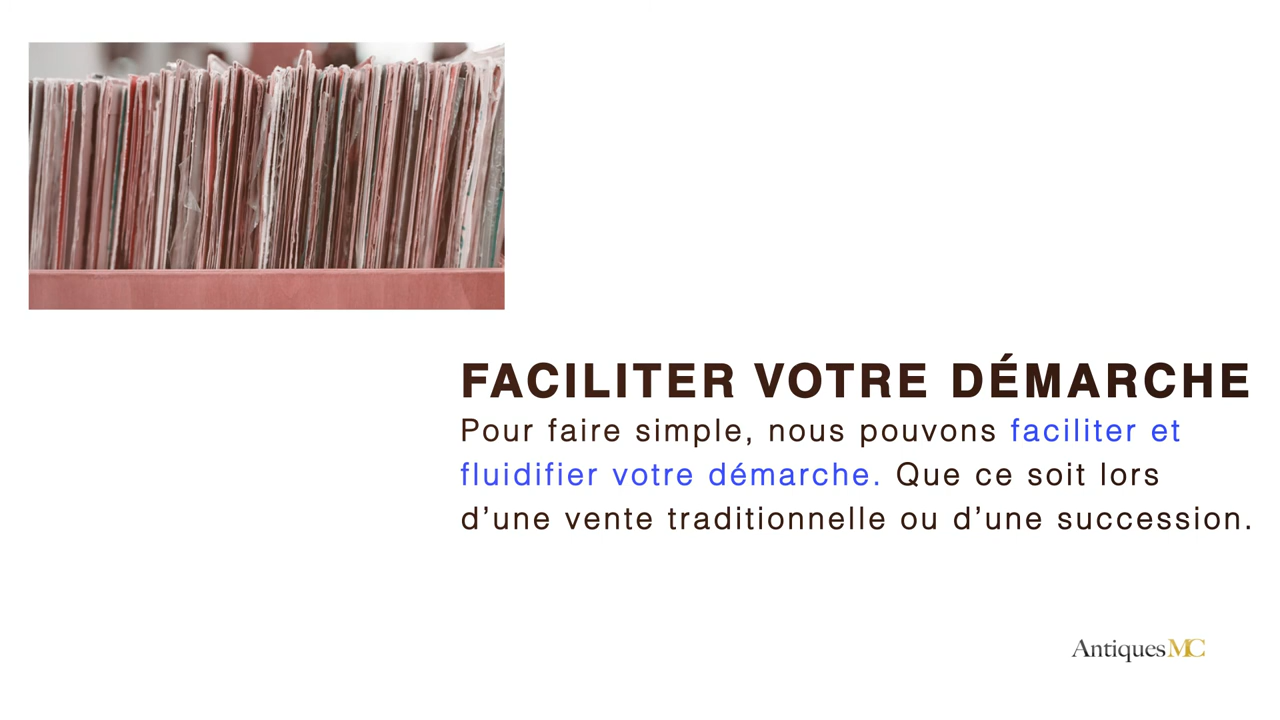 FACILITER VOTRE DÉMARCHE
Pour faire simple, nous pouvons faciliter et
fluidifier votre démarche. Que ce soit lors
d’une vente traditionnelle ou d’une succession.
AntiquesMC